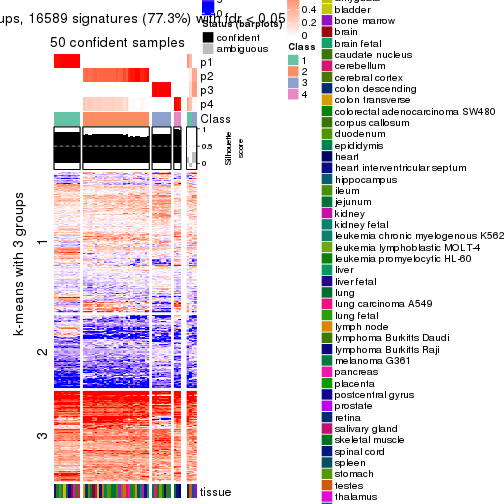 ups, 16589 signatures (77.3%) with fdr < 0.05
50 confident samples
p1
p2
p3
p4
Class
1
0.5
0
Silhouette
score
k-means with 3 groups
1
2
3
tissue
0
Status (barplots)
confident
ambiguous
0.4
0.2
0
Class
1
2
3
4
bladder
bone marrow
brain
brain fetal
caudate nucleus
cerebellum
cerebral cortex
colon descending
colon transverse
colorectal adenocarcinoma SW480
corpus callosum
duodenum
epididymis
heart
heart interventricular septum
hippocampus
ileum
jejunum
kidney
kidney fetal
leukemia chronic myelogenous K562
leukemia lymphoblastic MOLT-4
leukemia promyelocytic HL-60
liver
liver fetal
lung
lung carcinoma A549
lung fetal
lymph node
lymphoma Burkitts Daudi
lymphoma Burkitts Raji
melanoma G361
pancreas
placenta
postcentral gyrus
prostate
retina
salivary gland
skeletal muscle
spinal cord
spleen
stomach
testes
thalamus